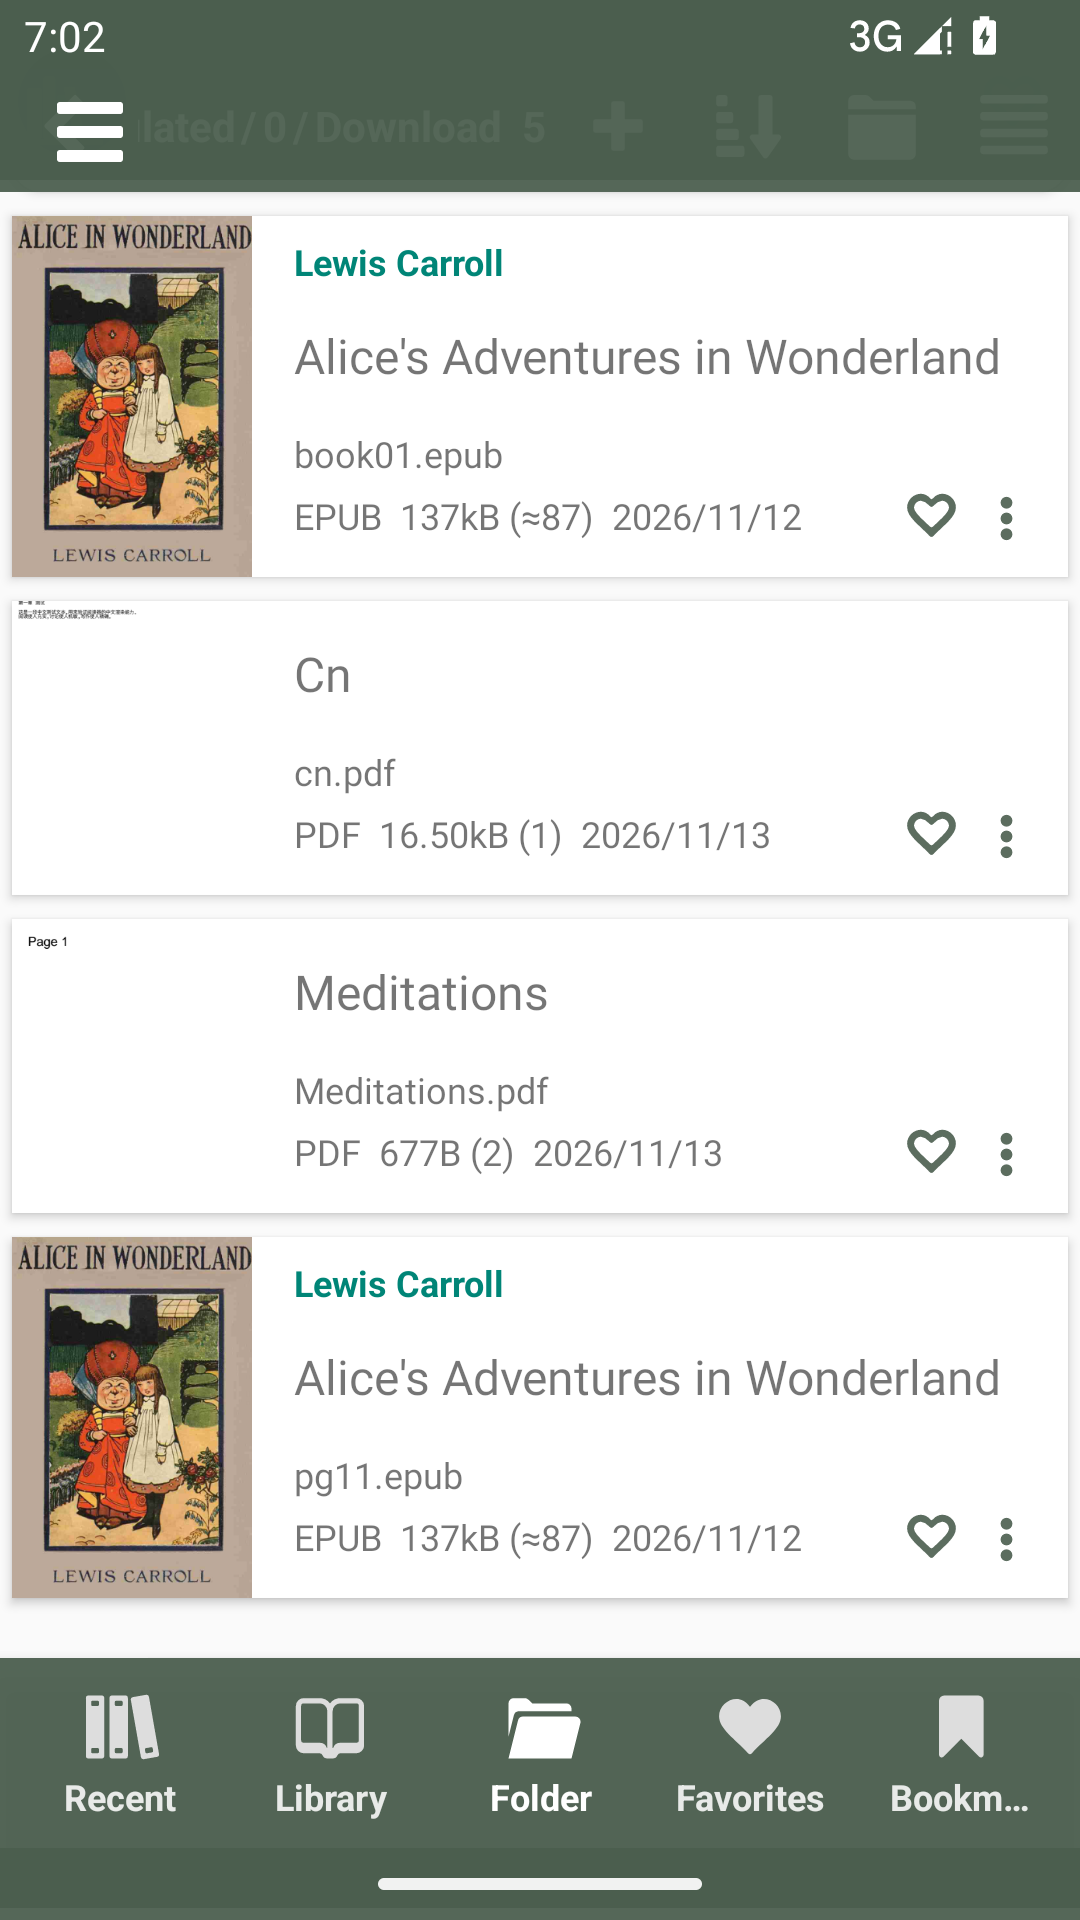 7:02
3G
lated / 0 / Download 5
ALICE IN WONDERLAND
LEWIS CARROLL
Lewis Carroll
Alice's Adventures in Wonderland
book01.epub
EPUB 137kB (≈87) 2026/11/12
Cn
cn.pdf
PDF 16.50kB (1) 2026/11/13
Page 1
Meditations
Meditations.pdf
PDF 677B (2) 2026/11/13
ALICE IN WONDERLAND
LEWIS CARROLL
Lewis Carroll
Alice's Adventures in Wonderland
pg11.epub
EPUB 137kB (≈87) 2026/11/12
Recent
Library
Folder
Favorites
Bookm...